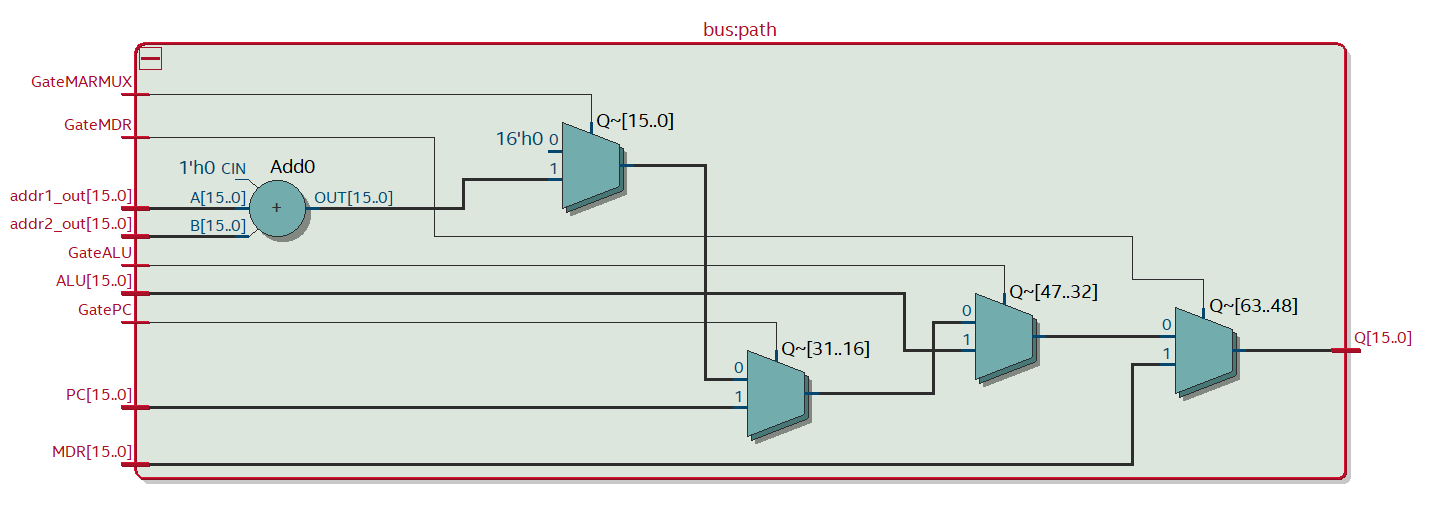 bus:path
GateMARMUX
GateMDR
Q~[15..0]
16'h0 0
1
1'h0 CIN
Add0
addr1_out[15..0]
A[15..0]
OUT[15..0]
+
addr2_out[15..0]
B[15..0]
GateALU
ALU[15..0]
GatePC
Q~[47..32]
0
1
Q~[63..48]
0
1
Q[15..0]
Q~[31..16]
0
1
PC[15..0]
MDR[15..0]